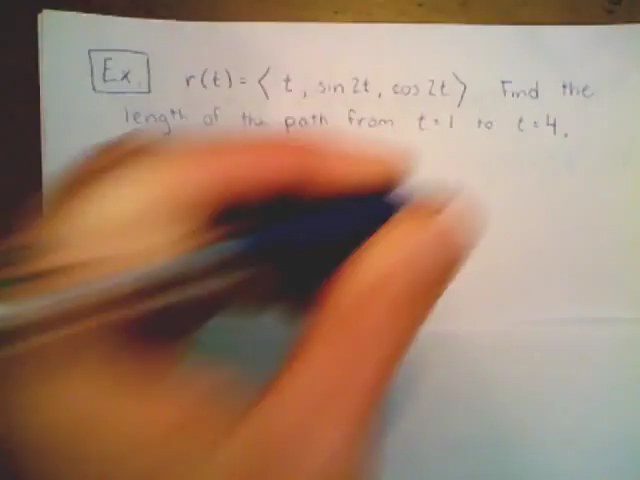 Ex. r(t) = ⟨ t, sin 2t, cos 2t ⟩ Find the
length of the path from t=1 to t=4.